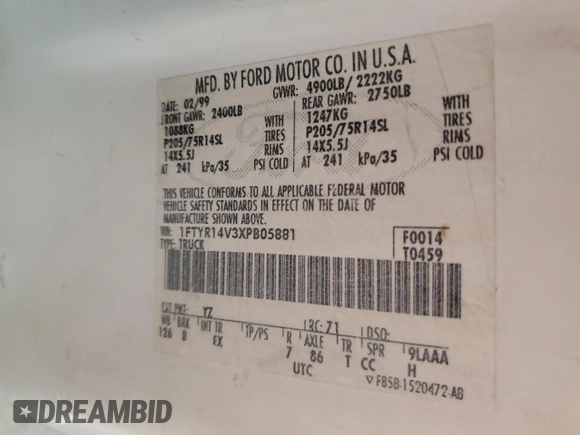 MFD. BY FORD MOTOR CO. IN U.S.A.
DATE: 02/99 GVWR: 4900LB/ 2222KG
FRONT GAWR: 2400LB REAR GAWR: 2750LB
1088KG WITH 1247KG WITH
P205/75R14SL TIRES P205/75R14SL TIRES
14X5.5J RIMS 14X5.5J RIMS
AT 241 kPa/35 PSI COLD AT 241 kPa/35 PSI COLD
THIS VEHICLE CONFORMS TO ALL APPLICABLE FEDERAL MOTOR
VEHICLE SAFETY STANDARDS IN EFFECT ON THE DATE OF
MANUFACTURE SHOWN ABOVE.
VIN: 1FTYR14V3XPB05881 F0014
TYPE: TRUCK T0459
EXT PNT: YZ RC: 71 DSO:
WB BRK INT TR TP/PS R AXLE TR SPR 9LAAA
126 B EX 7 86 T CC H
UTC
F85B-1520472-AB
DREAMBID